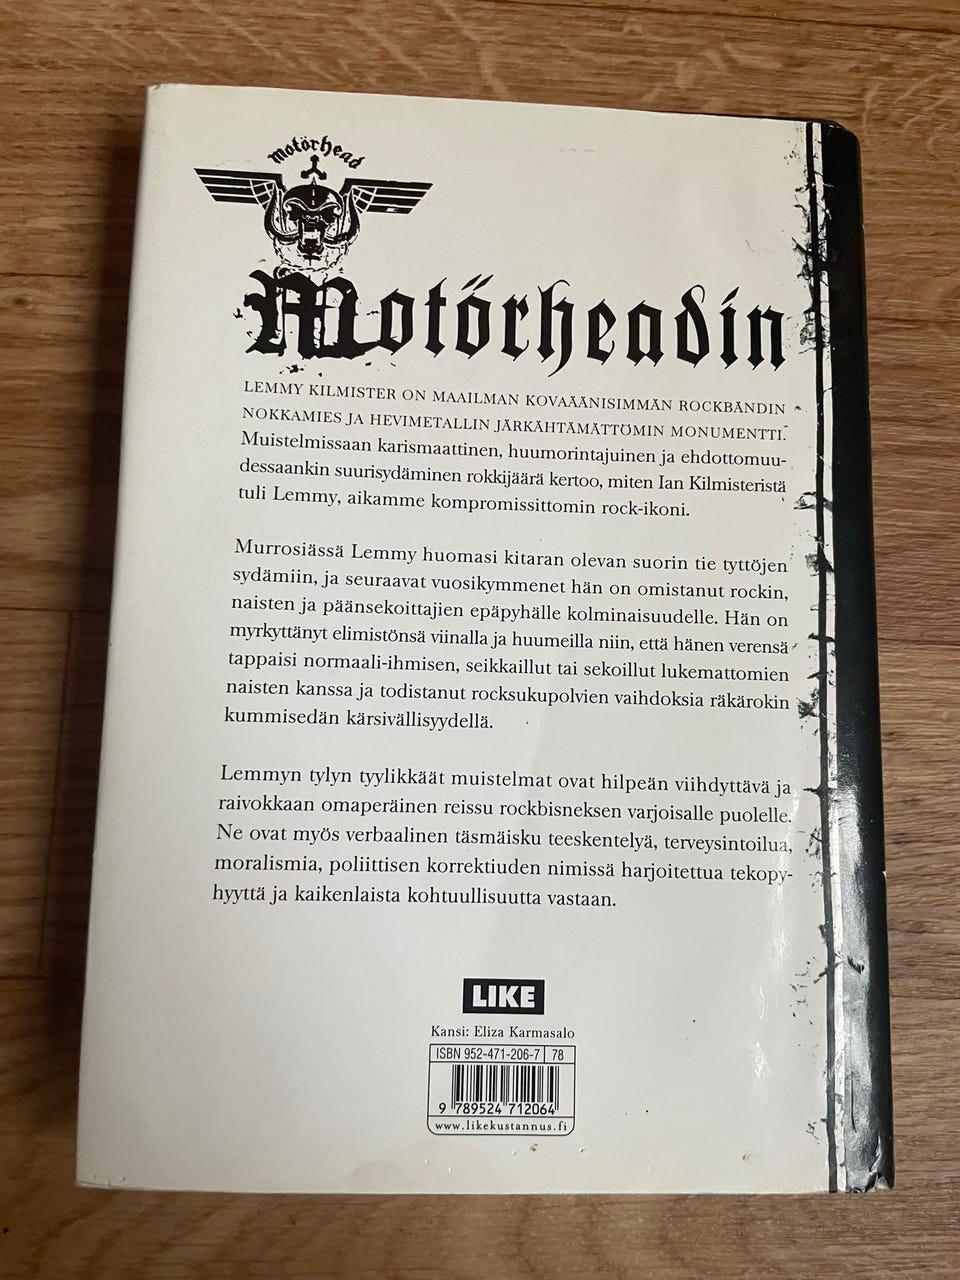 Motörhead
Motörheadin
LEMMY KILMISTER ON MAAILMAN KOVAÄÄNISIMMÄN ROCKBÄNDIN
NOKKAMIES JA HEVIMETALLIN JÄRKÄHTÄMÄTTÖMIN MONUMENTTI.
Muistelmissaan karismaattinen, huumorintajuinen ja ehdottomuu-
dessaankin suurisydäminen rokkijäärä kertoo, miten Ian Kilmisteristä
tuli Lemmy, aikamme kompromissittomin rock-ikoni.
Murrosiässä Lemmy huomasi kitaran olevan suorin tie tyttöjen
sydämiin, ja seuraavat vuosikymmenet hän on omistanut rockin,
naisten ja päänsekoittajien epäpyhälle kolminaisuudelle. Hän on
myrkyttänyt elimistönsä viinalla ja huumeilla niin, että hänen verensä
tappaisi normaali-ihmisen, seikkaillut tai sekoillut lukemattomien
naisten kanssa ja todistanut rocksukupolvien vaihdoksia räkärokin
kummisedän kärsivällisyydellä.
Lemmyn tylyn tyylikkäät muistelmat ovat hilpeän viihdyttävä ja
raivokkaan omaperäinen reissu rockbisneksen varjoisalle puolelle.
Ne ovat myös verbaalinen täsmäisku teeskentelyä, terveysintoilua,
moralismia, poliittisen korrektiuden nimissä harjoitettua tekopy-
hyyttä ja kaikenlaista kohtuullisuutta vastaan.
LIKE
Kansi: Eliza Karmasalo
ISBN 952-471-206-7 78
9 789524 712064
www.likekustannus.fi